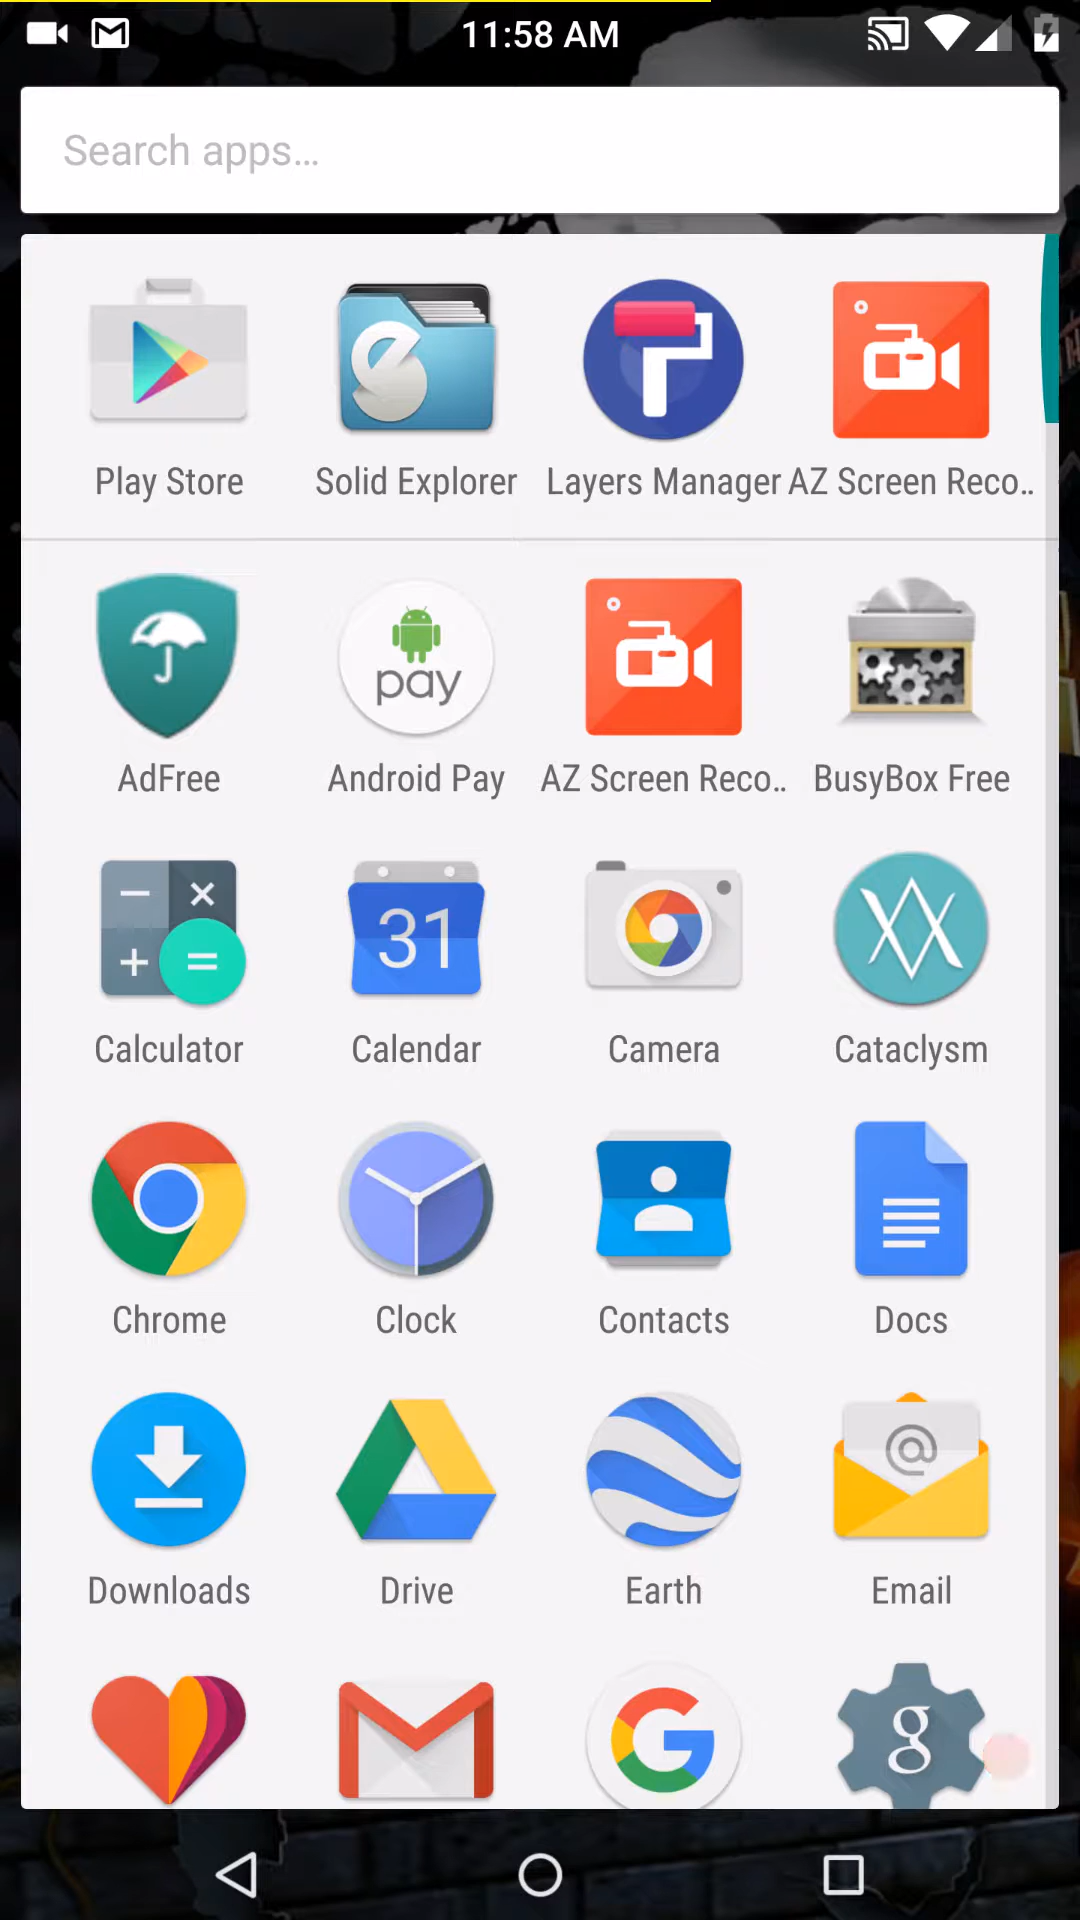 11:58 AM
Search apps...
Play Store
Solid Explorer
Layers Manager
AZ Screen Reco..
AdFree
pay
Android Pay
AZ Screen Reco..
BusyBox Free
Calculator
31
Calendar
Camera
Cataclysm
Chrome
Clock
Contacts
Docs
Downloads
Drive
Earth
@
Email
G
g